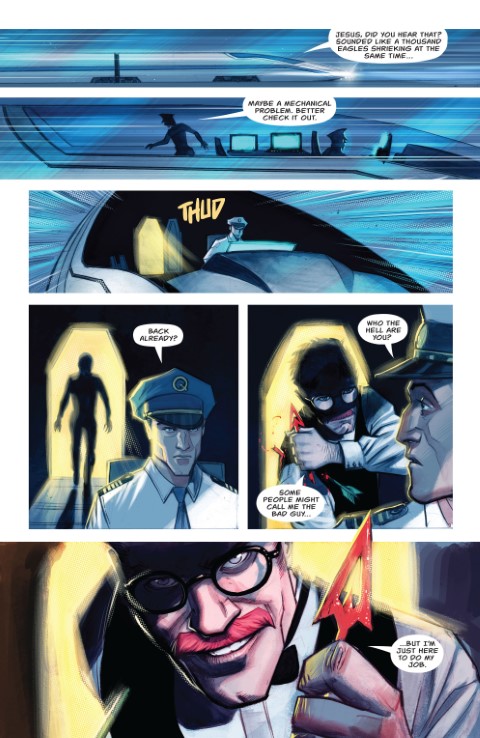 JESUS, DID YOU HEAR THAT?
SOUNDED LIKE A THOUSAND
EAGLES SHRIEKING AT THE
SAME TIME...
MAYBE A MECHANICAL
PROBLEM. BETTER
CHECK IT OUT.
THUD
BACK
ALREADY?
Q
WHO THE
HELL ARE
YOU?
SOME
PEOPLE MIGHT
CALL ME THE
BAD GUY...
...BUT I'M
JUST HERE
TO DO MY
JOB.